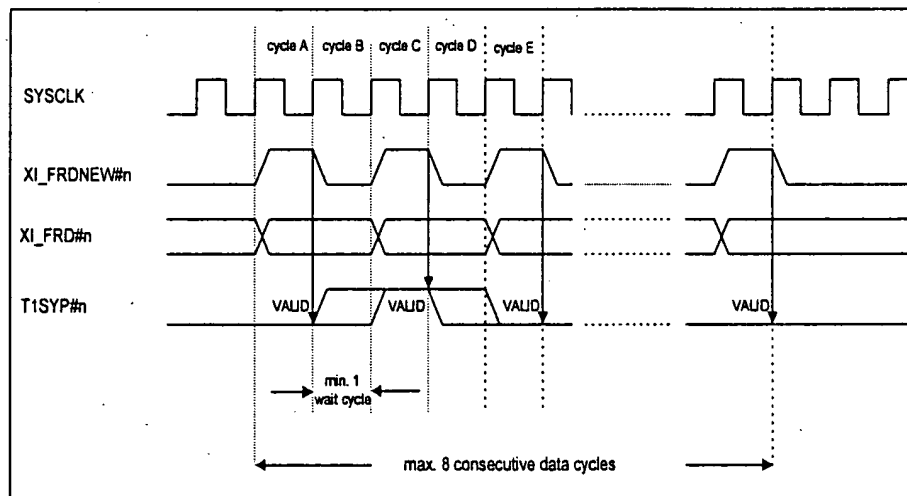 cycle A cycle B cycle C cycle D cycle E
SYSCLK
XI_FRDNEW#n
XI_FRD#n
T1SYP#n
VALID VALID VALID VALID
min. 1
wait cycle
max. 8 consecutive data cycles